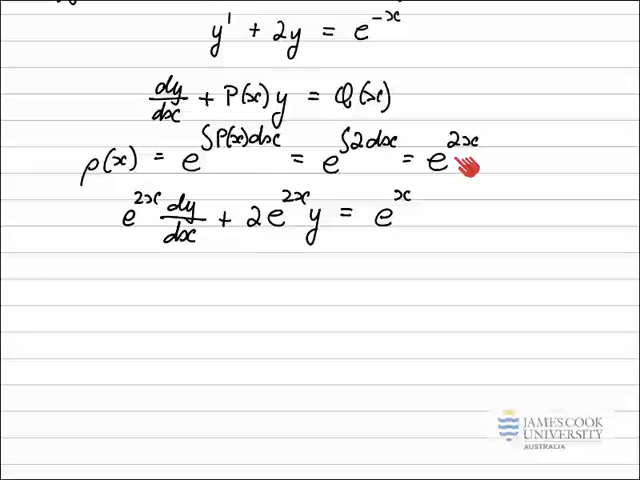 y' + 2y = e^{-x}
dy/dx + P(x)y = Q(x)
ρ(x) = e^{∫P(x)dx} = e^{∫2dx} = e^{2x}
e^{2x} dy/dx + 2e^{2x}y = e^{x}
JAMES COOK
UNIVERSITY
AUSTRALIA